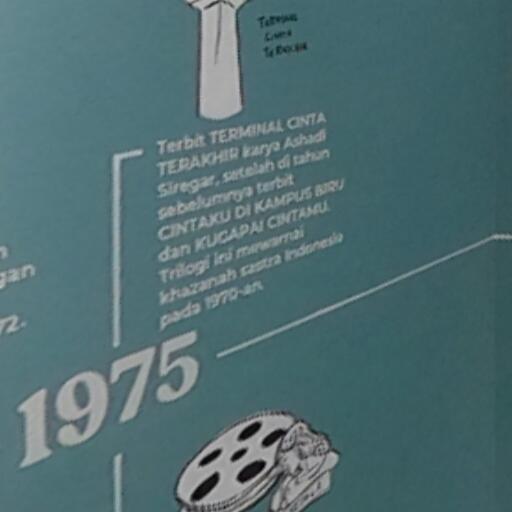 TERMINAL
CINTA
TERAKHIR
Terbit TERMINAL CINTA
TERAKHIR karya Ashadi
Siregar, setelah di tahun
sebelumnya terbit
CINTAKU DI KAMPUS BIRU
dan KUGAPAI CINTAMU.
Trilogi ini mewarnai
khazanah sastra Indonesia
pada 1970-an.
gan
72.
1975